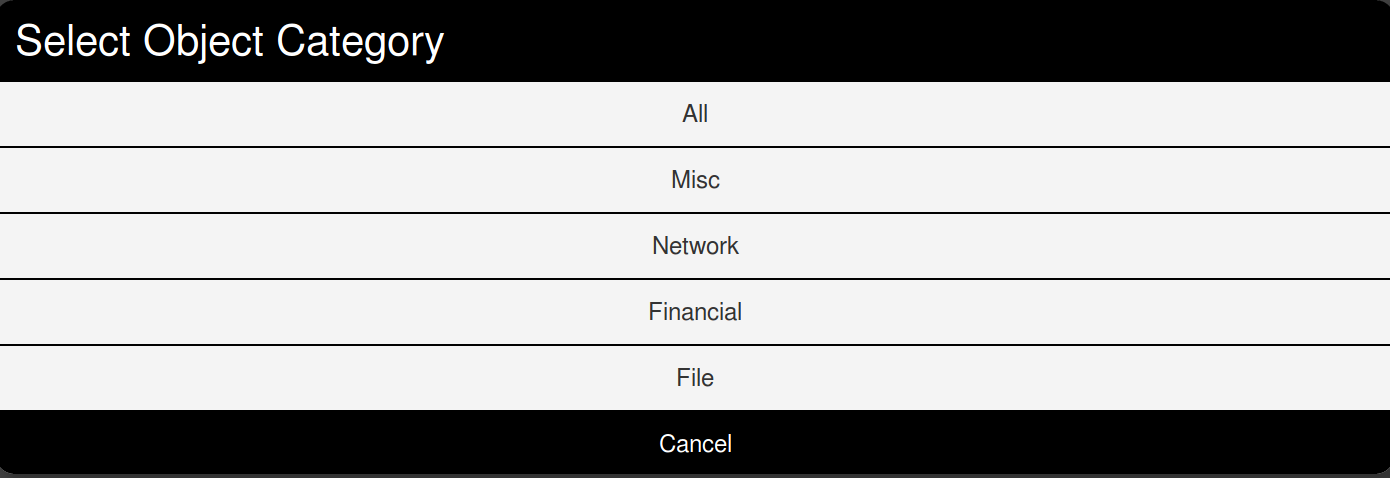 Select Object Category
All
Misc
Network
Financial
File
Cancel